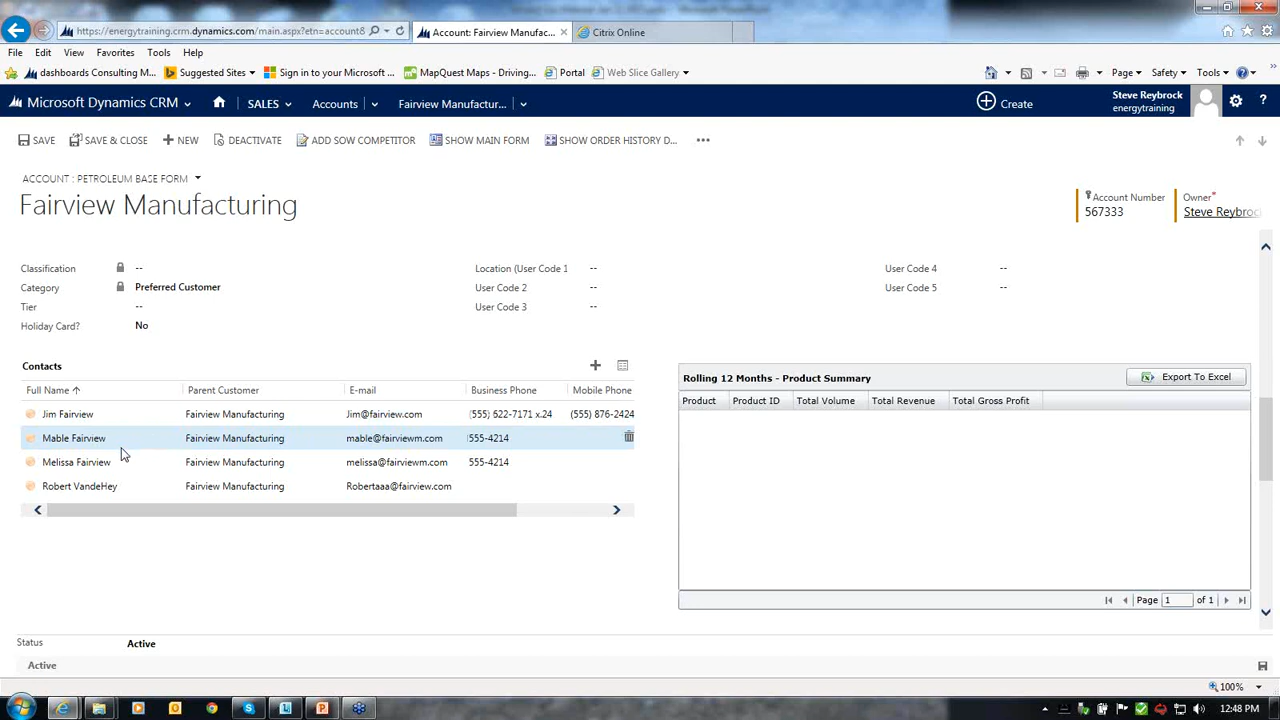 https://energytraining.crm.dynamics.com/main.aspx?etn=account8
Account: Fairview Manufac...
Citrix Online
File Edit View Favorites Tools Help
dashboards Consulting M...
Suggested Sites
Sign in to your Microsoft ...
MapQuest Maps - Driving,...
Portal
Web Slice Gallery
Page
Safety
Tools
Microsoft Dynamics CRM
SALES
Accounts
Fairview Manufactur...
Create
Steve Reybrock
energytraining
?
SAVE
SAVE & CLOSE
+ NEW
DEACTIVATE
ADD SOW COMPETITOR
SHOW MAIN FORM
SHOW ORDER HISTORY D...
...
ACCOUNT : PETROLEUM BASE FORM
Fairview Manufacturing
Account Number
567333
Owner*
Steve Reybroc
Classification --
Location (User Code 1 --
User Code 4 --
Category Preferred Customer
User Code 2 --
User Code 5 --
Tier --
User Code 3 --
Holiday Card? No
Contacts
Full Name Parent Customer E-mail Business Phone Mobile Phone
Jim Fairview Fairview Manufacturing Jim@fairview.com (555) 522-7171 x.24 (555) 876-2424
Mable Fairview Fairview Manufacturing mable@fairviewm.com 555-4214
Melissa Fairview Fairview Manufacturing melissa@fairviewm.com 555-4214
Robert VandeHey Fairview Manufacturing Robertaaa@fairview.com
Rolling 12 Months - Product Summary
Export To Excel
Product Product ID Total Volume Total Revenue Total Gross Profit
Page 1 of 1
Status Active
Active
100%
12:48 PM